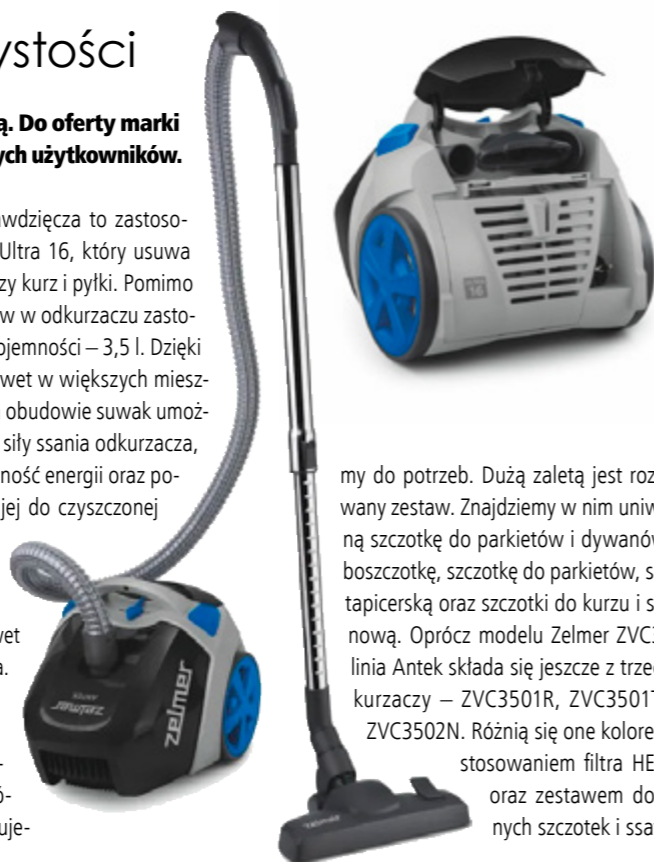 ystości
ą. Do oferty marki
ych użytkowników.
wdzięcza to zastoso-
Ultra 16, który usuwa
zy kurz i pyłki. Pomimo
w w odkurzaczu zasto-
ojemności – 3,5 l. Dzięki
wet w większych miesz-
obudowie suwak umoż-
siły ssania odkurzacza,
ność energii oraz po-
jej do czyszczonej
wet
a.
-
ó-
uje-
my do potrzeb. Dużą zaletą jest roz
wany zestaw. Znajdziemy w nim uniw
ną szczotkę do parkietów i dywanów
boszczotkę, szczotkę do parkietów, s
tapicerską oraz szczotki do kurzu i s
nową. Oprócz modelu Zelmer ZVC3
linia Antek składa się jeszcze z trzec
kurzaczy – ZVC3501R, ZVC3501T
ZVC3502N. Różnią się one kolore
stosowaniem filtra HE
oraz zestawem do
nych szczotek i ssa
zelmer
zelmer
zelmer